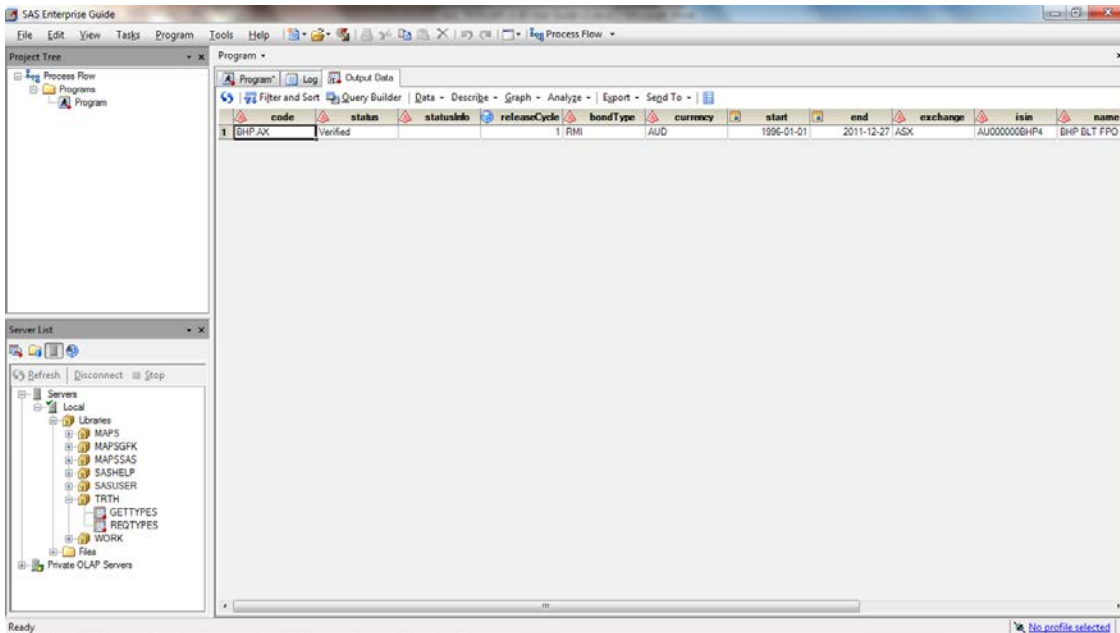 SAS Enterprise Guide
File Edit View Tasks Program Tools Help Process Flow
Project Tree
Process Flow
Programs
Program
Program
Program* Log Output Data
Filter and Sort Query Builder Data Describe Graph Analyze Export Send To
code status statusInfo releaseCycle bondType currency start end exchange isin name
1 BHP.AX Verified 1 RMI AUD 1996-01-01 2011-12-27 ASX AU000000BHP4 BHP BLT FPO
Server List
Refresh Disconnect Stop
Servers
Local
Libraries
MAPS
MAPSGFK
MAPSSAS
SASHELP
SASUSER
TRTH
GETTYPES
REQTYPES
WORK
Files
Private OLAP Servers
Ready No profile selected